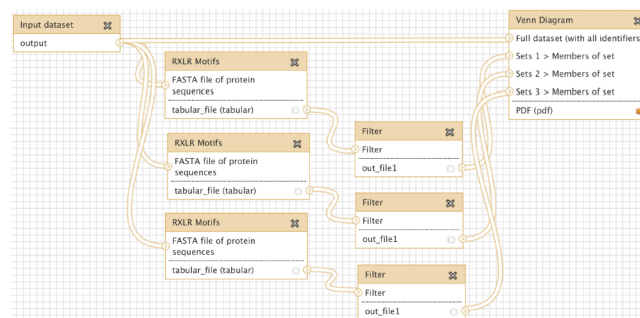 Input dataset
output
RXLR Motifs
FASTA file of protein
sequences
tabular_file (tabular)
RXLR Motifs
FASTA file of protein
sequences
tabular_file (tabular)
RXLR Motifs
FASTA file of protein
sequences
tabular_file (tabular)
Filter
Filter
out_file1
Filter
Filter
out_file1
Filter
Filter
out_file1
Venn Diagram
Full dataset (with all identifiers
Sets 1 > Members of set
Sets 2 > Members of set
Sets 3 > Members of set
PDF (pdf)